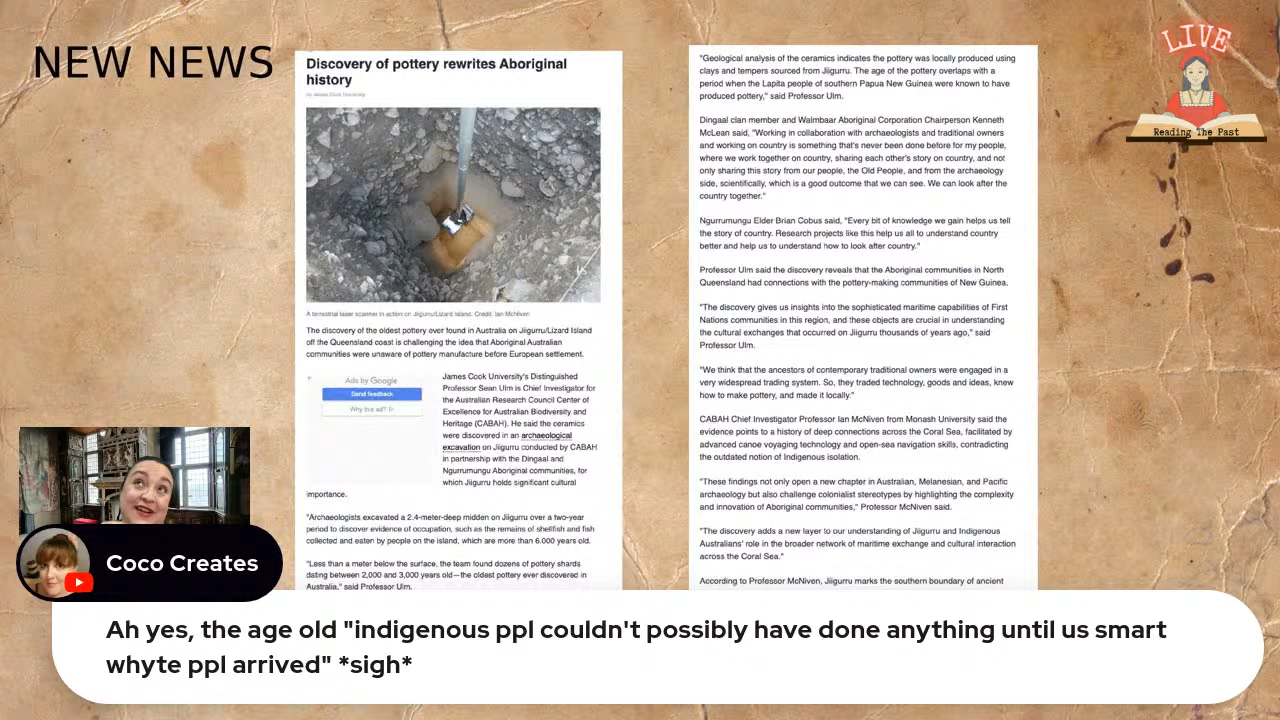 NEW NEWS
LIVE
Reading The Past
Discovery of pottery rewrites Aboriginal
history
by James Cook University
A terrestrial laser scanner in action on Jiigurru/Lizard Island. Credit: Ian McNiven
The discovery of the oldest pottery ever found in Australia on Jiigurru/Lizard Island
off the Queensland coast is challenging the idea that Aboriginal Australian
communities were unaware of pottery manufacture before European settlement.
Ads by Google
Send feedback
Why this ad?
James Cook University's Distinguished
Professor Sean Ulm is Chief Investigator for
the Australian Research Council Center of
Excellence for Australian Biodiversity and
Heritage (CABAH). He said the ceramics
were discovered in an archaeological
excavation on Jiigurru conducted by CABAH
in partnership with the Dingaal and
Ngurrumungu Aboriginal communities, for
which Jiigurru holds significant cultural
importance.
"Archaeologists excavated a 2.4-meter-deep midden on Jiigurru over a two-year
period to discover evidence of occupation, such as the remains of shellfish and fish
collected and eaten by people on the island, which are more than 6,000 years old.
"Less than a meter below the surface, the team found dozens of pottery shards
dating between 2,000 and 3,000 years old—the oldest pottery ever discovered in
Australia," said Professor Ulm.
"Geological analysis of the ceramics indicates the pottery was locally produced using
clays and tempers sourced from Jiigurru. The age of the pottery overlaps with a
period when the Lapita people of southern Papua New Guinea were known to have
produced pottery," said Professor Ulm.
Dingaal clan member and Walmbaar Aboriginal Corporation Chairperson Kenneth
McLean said, "Working in collaboration with archaeologists and traditional owners
and working on country is something that's never been done before for my people,
where we work together on country, sharing each other's story on country, and not
only sharing this story from our people, the Old People, and from the archaeology
side, scientifically, which is a good outcome that we can see. We can look after the
country together."
Ngurrumungu Elder Brian Cobus said, "Every bit of knowledge we gain helps us tell
the story of country. Research projects like this help us all to understand country
better and help us to understand how to look after country."
Professor Ulm said the discovery reveals that the Aboriginal communities in North
Queensland had connections with the pottery-making communities of New Guinea.
"The discovery gives us insights into the sophisticated maritime capabilities of First
Nations communities in this region, and these objects are crucial in understanding
the cultural exchanges that occurred on Jiigurru thousands of years ago," said
Professor Ulm.
"We think that the ancestors of contemporary traditional owners were engaged in a
very widespread trading system. So, they traded technology, goods and ideas, knew
how to make pottery, and made it locally."
CABAH Chief Investigator Professor Ian McNiven from Monash University said the
evidence points to a history of deep connections across the Coral Sea, facilitated by
advanced canoe voyaging technology and open-sea navigation skills, contradicting
the outdated notion of Indigenous isolation.
"These findings not only open a new chapter in Australian, Melanesian, and Pacific
archaeology but also challenge colonialist stereotypes by highlighting the complexity
and innovation of Aboriginal communities," Professor McNiven said.
"The discovery adds a new layer to our understanding of Jiigurru and Indigenous
Australians' role in the broader network of maritime exchange and cultural interaction
across the Coral Sea."
According to Professor McNiven, Jiigurru marks the southern boundary of ancient
Coco Creates
Ah yes, the age old "indigenous ppl couldn't possibly have done anything until us smart
whyte ppl arrived" *sigh*